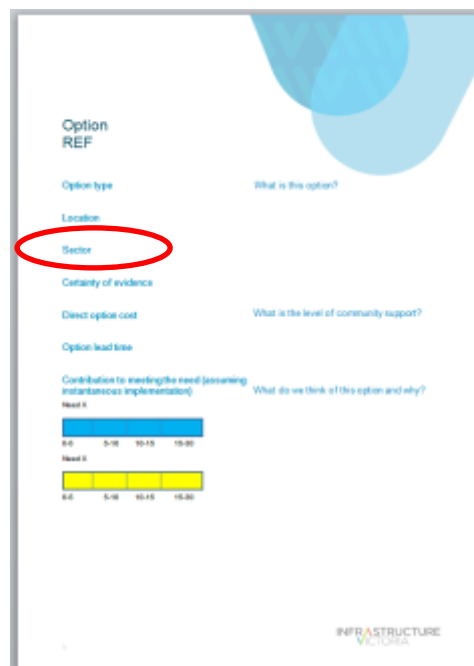 Option
REF
Option type
Location
Sector
Certainty of evidence
Direct option cost
Option lead time
Contribution to meeting the need (assuming
instantaneous implementation)
Need X
0-5 5-10 10-15 15-30
Need X
0-5 5-10 10-15 15-30
What is this option?
What is the level of community support?
What do we think of this option and why?
INFRASTRUCTURE
VICTORIA